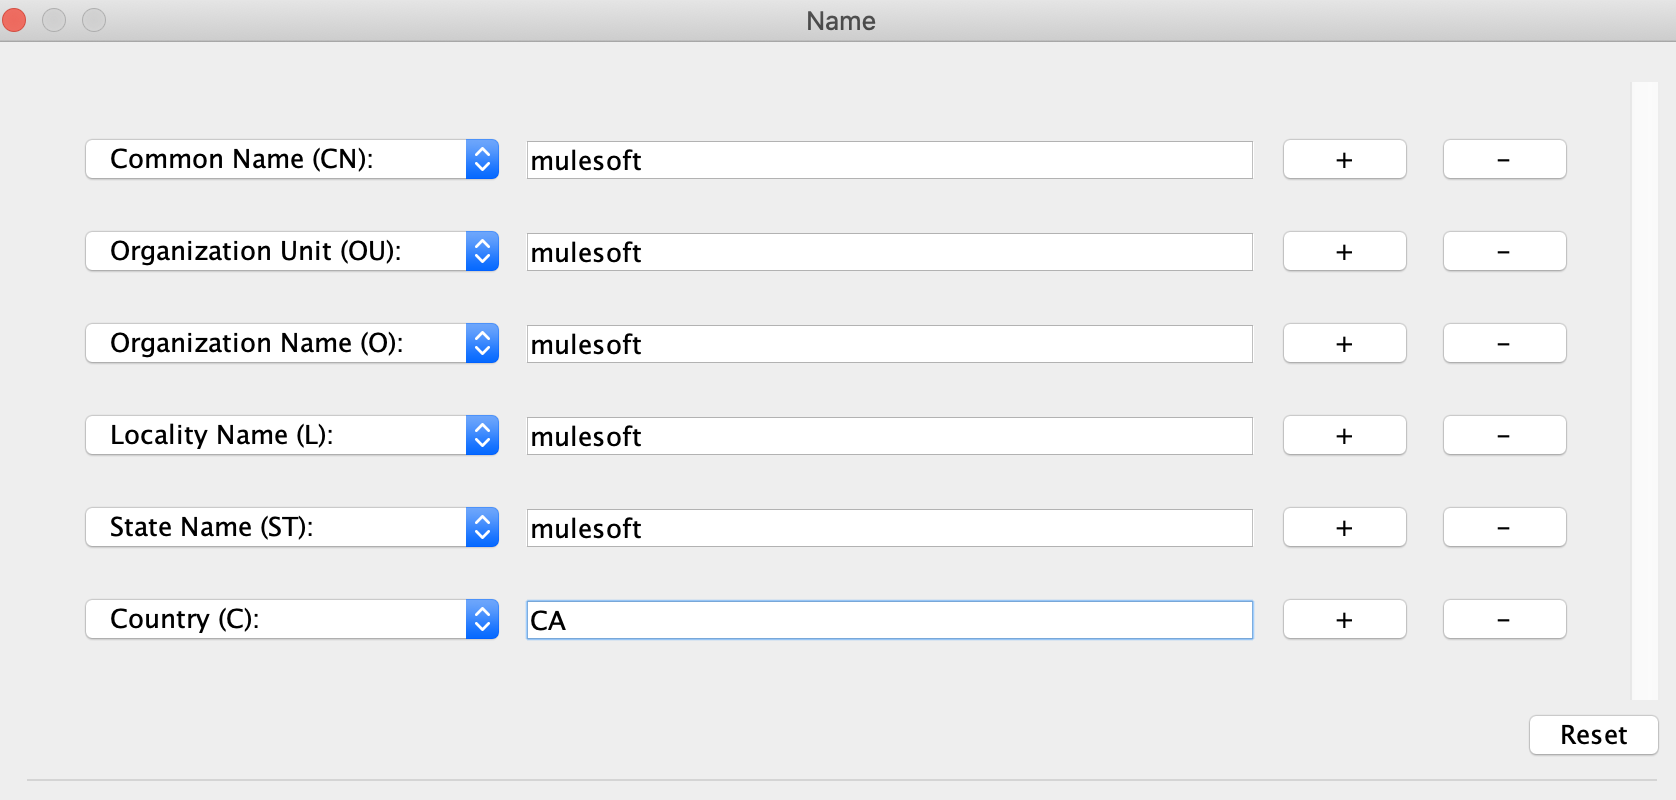 Name
Common Name (CN): mulesoft + -
Organization Unit (OU): mulesoft + -
Organization Name (O): mulesoft + -
Locality Name (L): mulesoft + -
State Name (ST): mulesoft + -
Country (C): CA + -
Reset